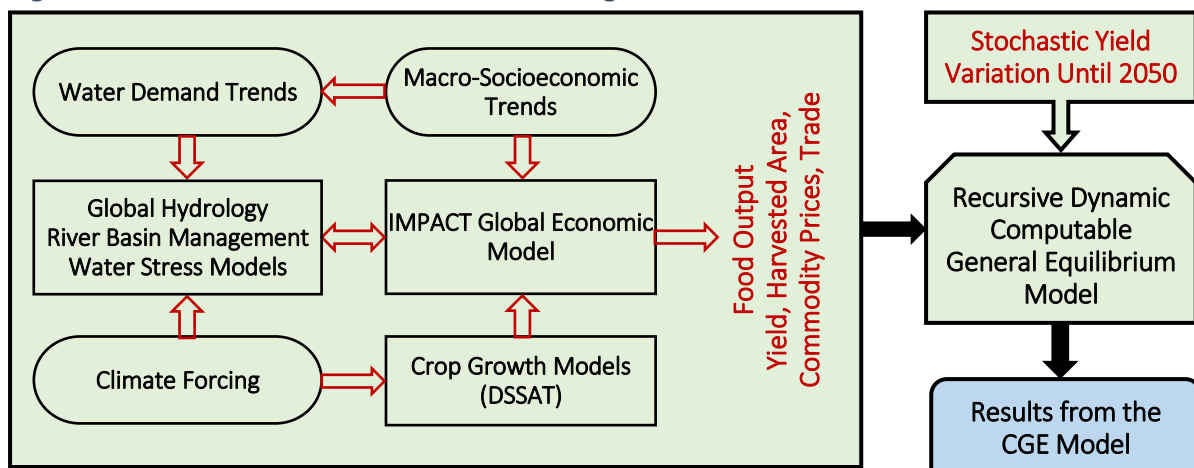 Water Demand Trends
Macro-Socioeconomic
Trends
Global Hydrology
River Basin Management
Water Stress Models
IMPACT Global Economic
Model
Climate Forcing
Crop Growth Models
(DSSAT)
Food Output
Yield, Harvested Area,
Commodity Prices, Trade
Stochastic Yield
Variation Until 2050
Recursive Dynamic
Computable
General Equilibrium
Model
Results from the
CGE Model